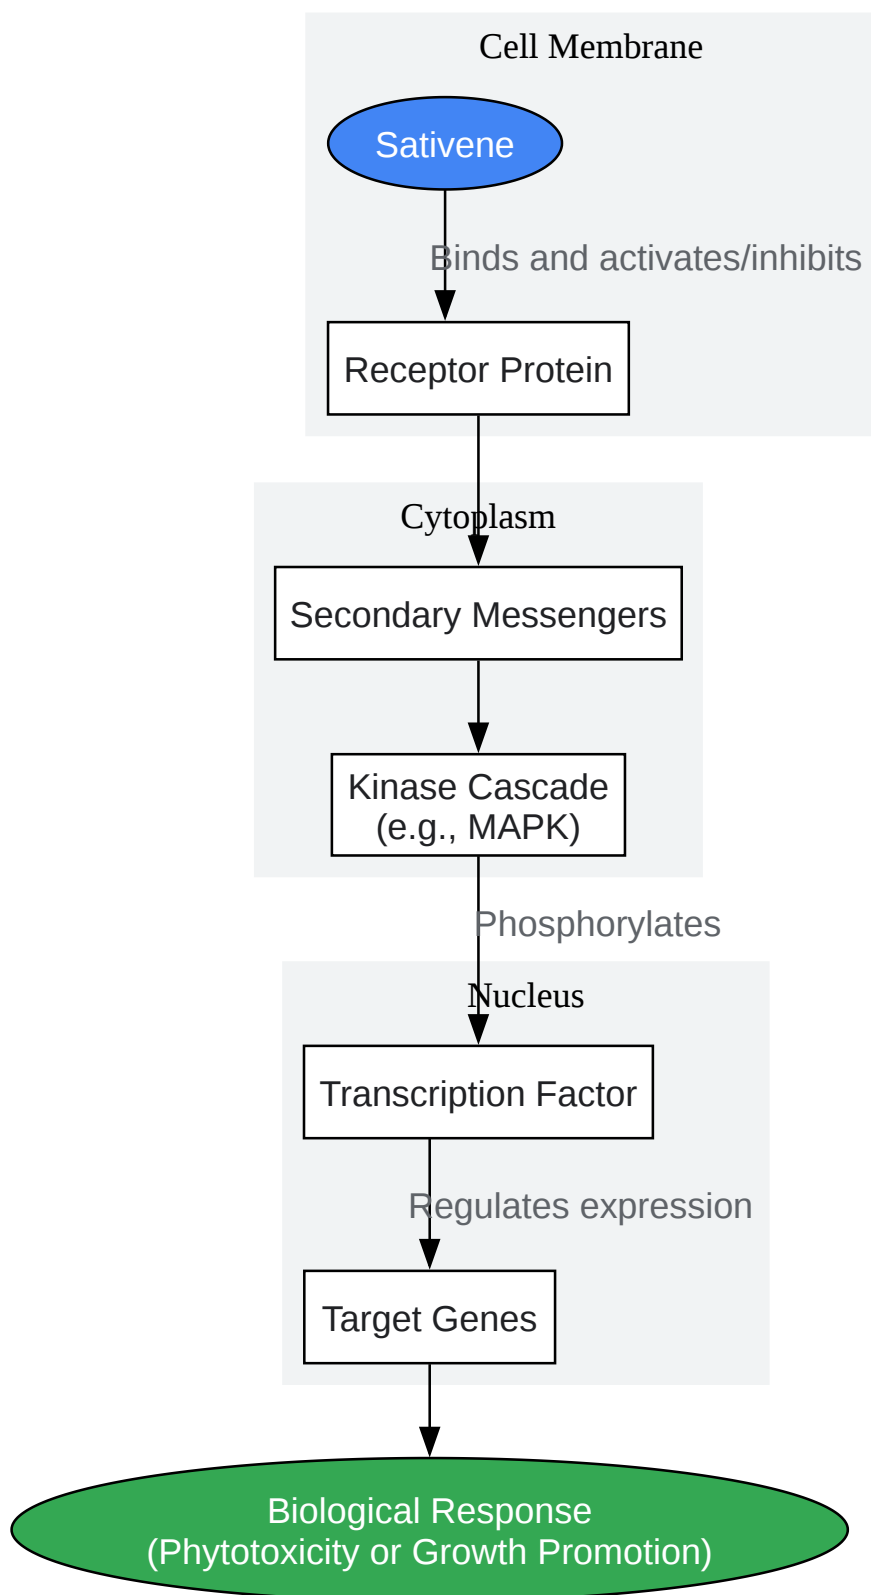 Cell Membrane
Sativene
Binds and activates/inhibits
Receptor Protein
Cytoplasm
Secondary Messengers
Kinase Cascade
(e.g., MAPK)
Phosphorylates
Nucleus
Transcription Factor
Regulates expression
Target Genes
Biological Response
(Phytotoxicity or Growth Promotion)